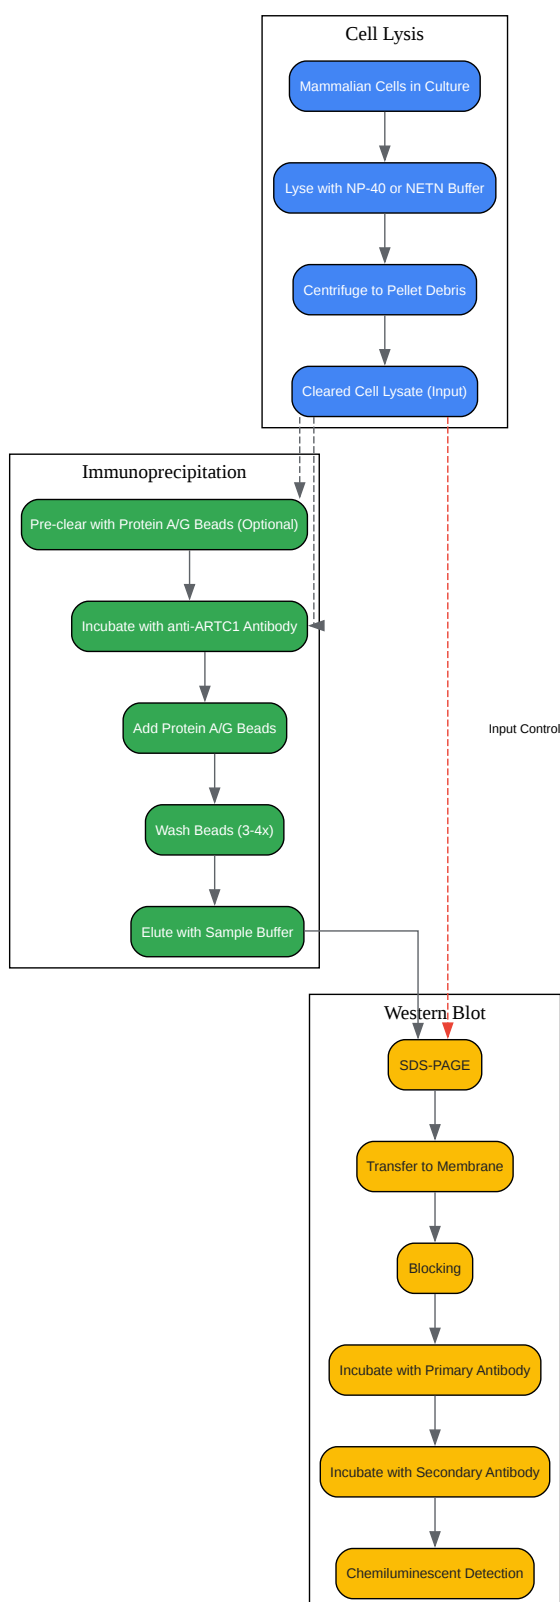 Cell Lysis
Mammalian Cells in Culture
Lyse with NP-40 or NETN Buffer
Centrifuge to Pellet Debris
Cleared Cell Lysate (Input)
Immunoprecipitation
Pre-clear with Protein A/G Beads (Optional)
Incubate with anti-ARTC1 Antibody
Add Protein A/G Beads
Input Control
Wash Beads (3-4x)
Elute with Sample Buffer
Western Blot
SDS-PAGE
Transfer to Membrane
Blocking
Incubate with Primary Antibody
Incubate with Secondary Antibody
Chemiluminescent Detection